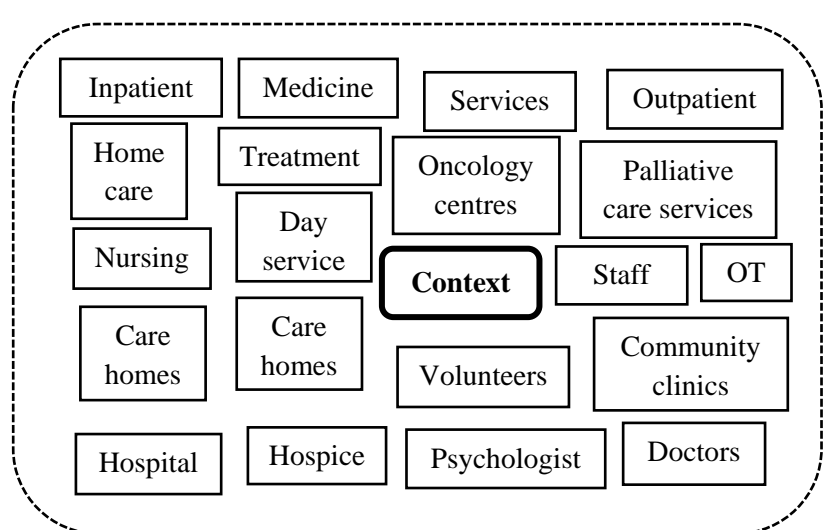 Inpatient
Medicine
Services
Outpatient
Home
care
Treatment
Oncology
centres
Palliative
care services
Nursing
Day
service
Context
Staff
OT
Care
homes
Care
homes
Volunteers
Community
clinics
Hospital
Hospice
Psychologist
Doctors